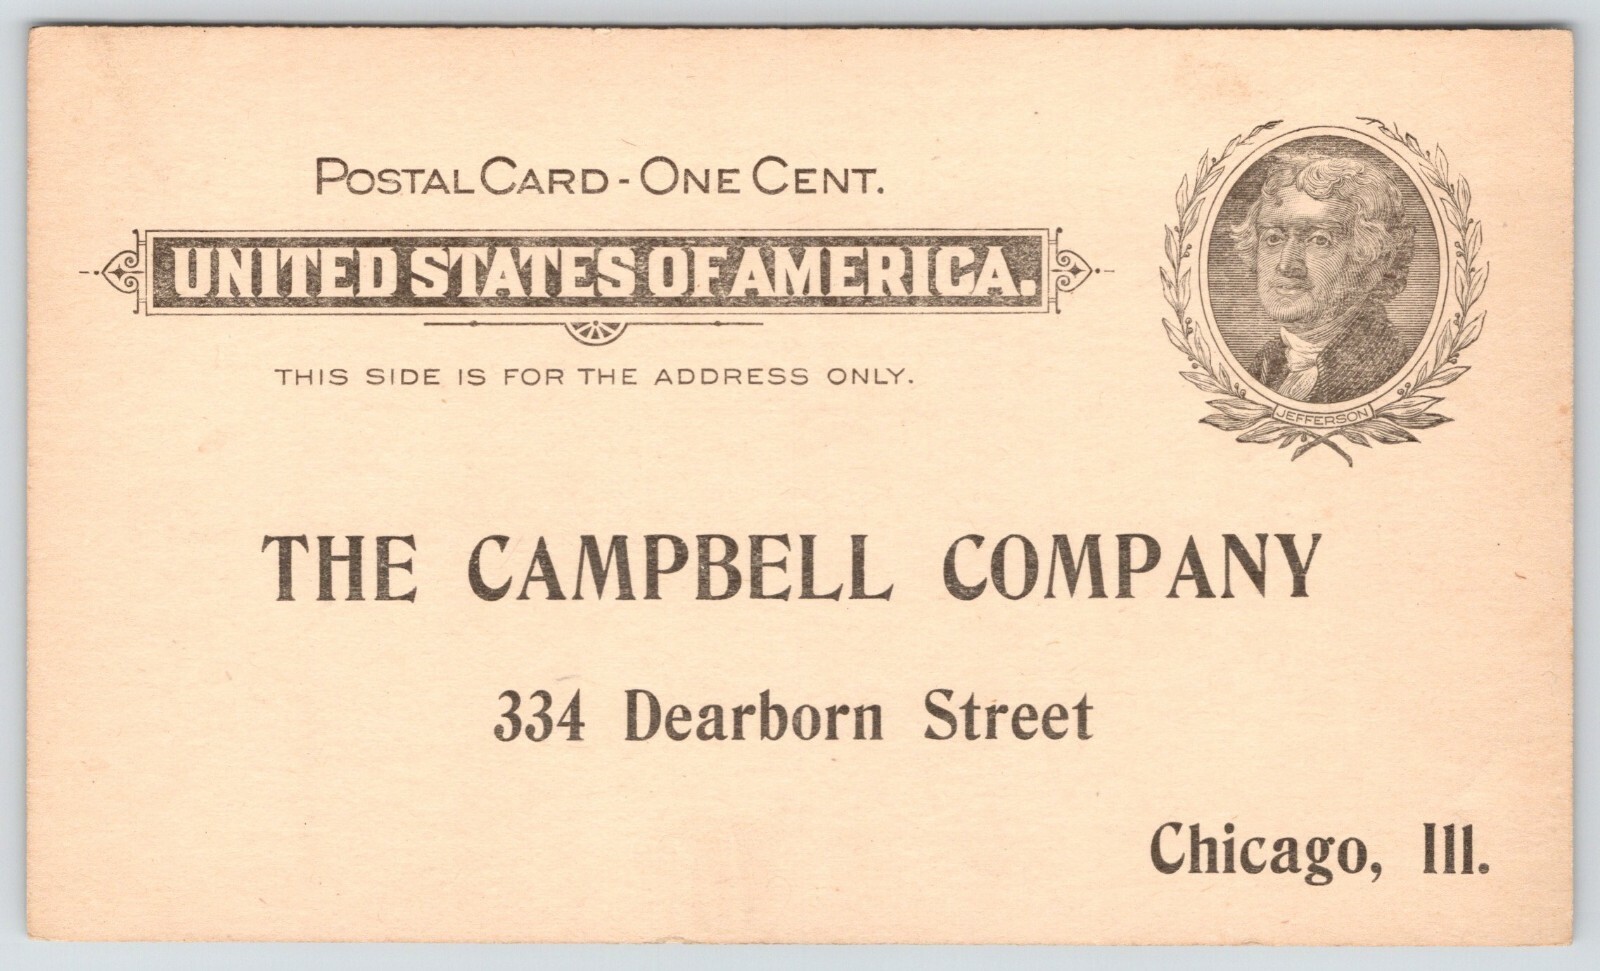 POSTAL CARD - ONE CENT.
UNITED STATES OF AMERICA.
THIS SIDE IS FOR THE ADDRESS ONLY.
JEFFERSON
THE CAMPBELL COMPANY
334 Dearborn Street
Chicago, Ill.